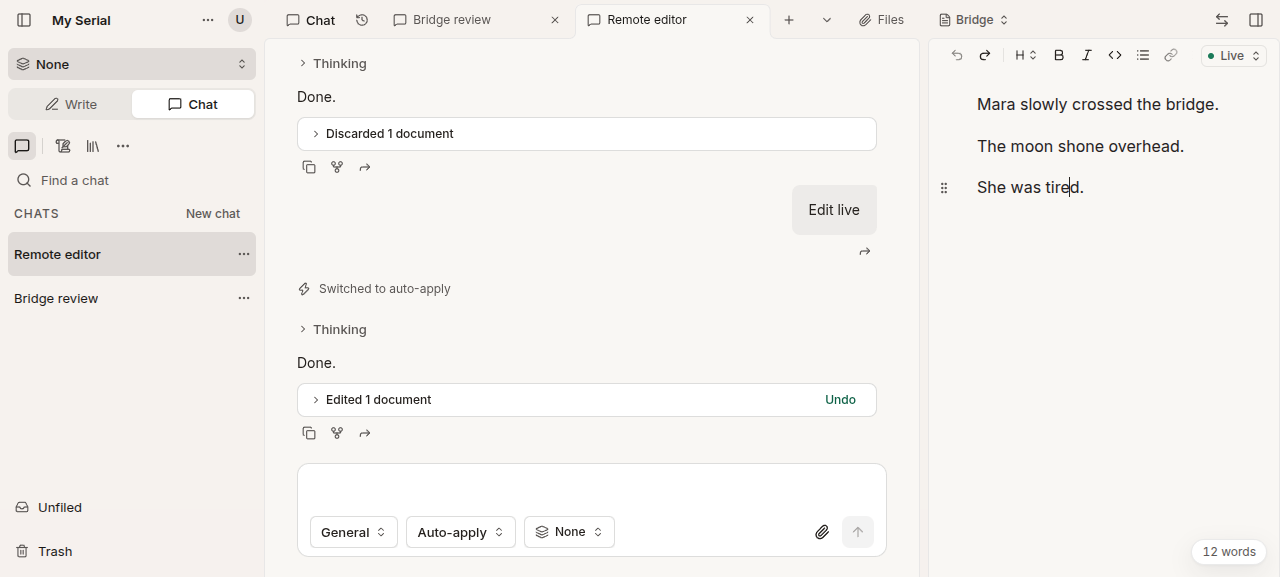 My Serial
U
None
Write
Chat
Find a chat
CHATS
New chat
Remote editor
Bridge review
Unfiled
Trash
Chat
Bridge review
Remote editor
Files
Thinking
Done.
Discarded 1 document
Edit live
Switched to auto-apply
Thinking
Done.
Edited 1 document
Undo
General
Auto-apply
None
Bridge
H
B
I
Live
Mara slowly crossed the bridge.
The moon shone overhead.
She was tired.
12 words